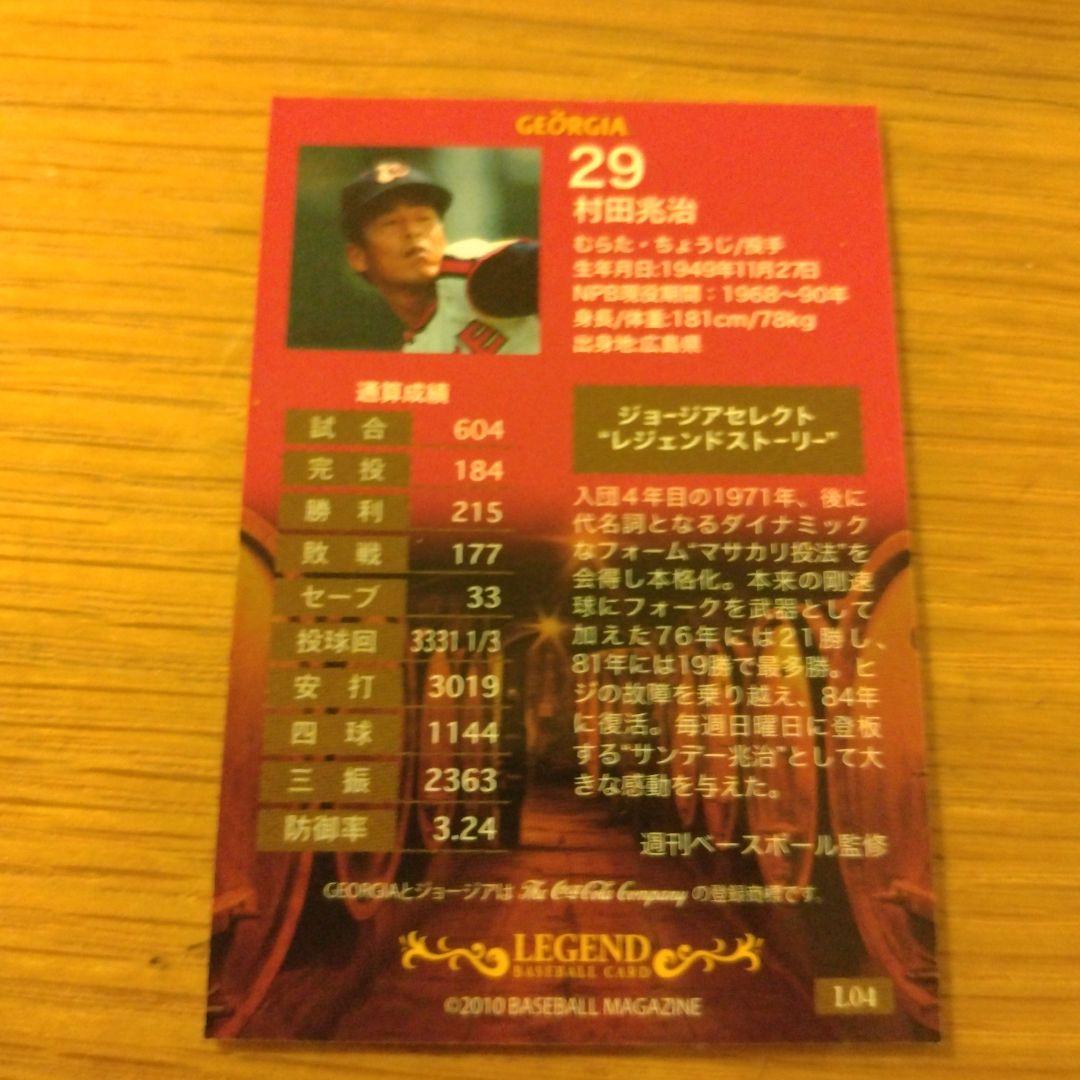 GEORGIA
29
村田兆治
むらた・ちょうじ/投手
生年月日:1949年11月27日
NPB現役期間：1968〜90年
身長/体重:181cm/78kg
出身地:広島県
通算成績
試合 604
完投 184
勝利 215
敗戦 177
セーブ 33
投球回 3331 1/3
安打 3019
四球 1144
三振 2363
防御率 3.24
ジョージアセレクト
“レジェンドストーリー”
入団4年目の1971年、後に
代名詞となるダイナミック
なフォーム“マサカリ投法”を
会得し本格化。本来の剛速
球にフォークを武器として
加えた76年には21勝し、
81年には19勝で最多勝。ヒ
ジの故障を乗り越え、84年
に復活。毎週日曜日に登板
する“サンデー兆治”として大
きな感動を与えた。
週刊ベースボール監修
GEORGIAとジョージアは The Coca-Cola Company の登録商標です。
LEGEND
BASEBALL CARD
©2010 BASEBALL MAGAZINE
L04